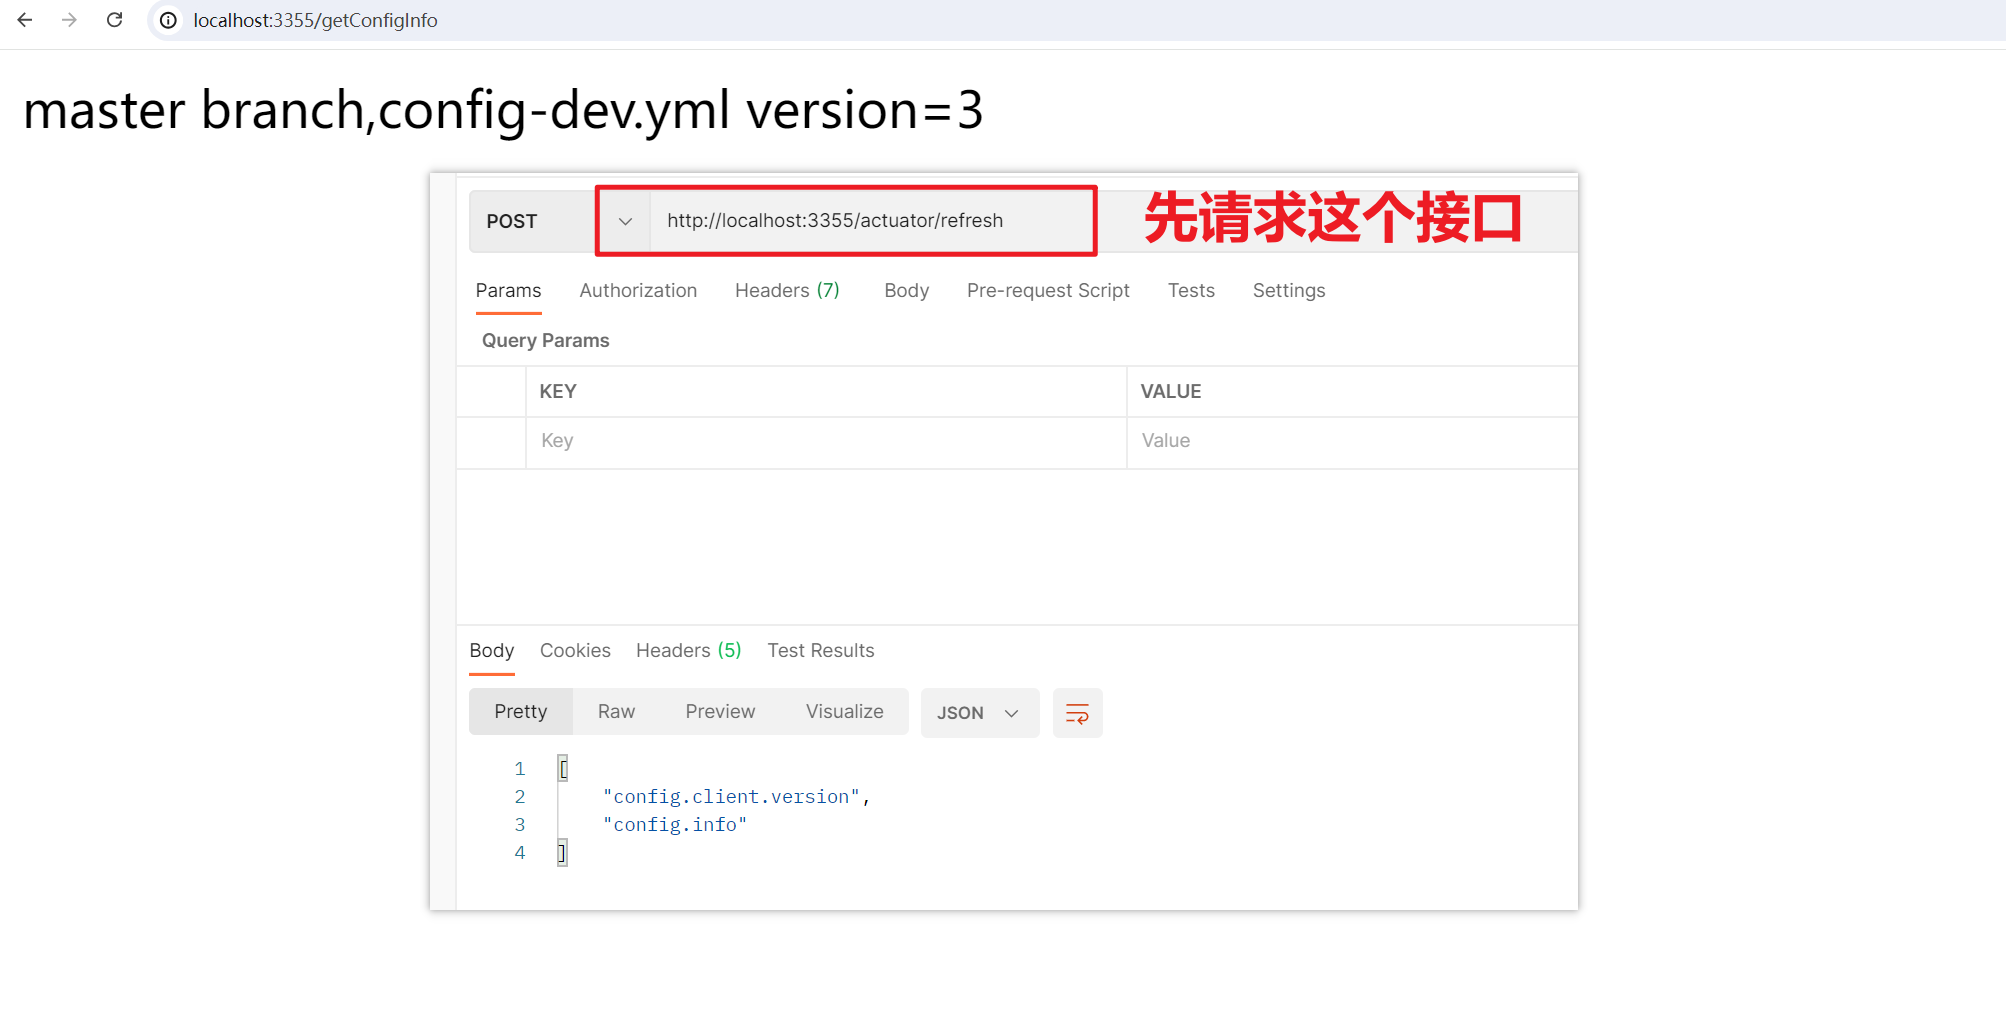 localhost:3355/getConfigInfo
master branch,config-dev.yml version=3
POST http://localhost:3355/actuator/refresh 先请求这个接口
Params Authorization Headers (7) Body Pre-request Script Tests Settings
Query Params
KEY VALUE
Key Value
Body Cookies Headers (5) Test Results
Pretty Raw Preview Visualize JSON
1 [
2 "config.client.version",
3 "config.info"
4 ]